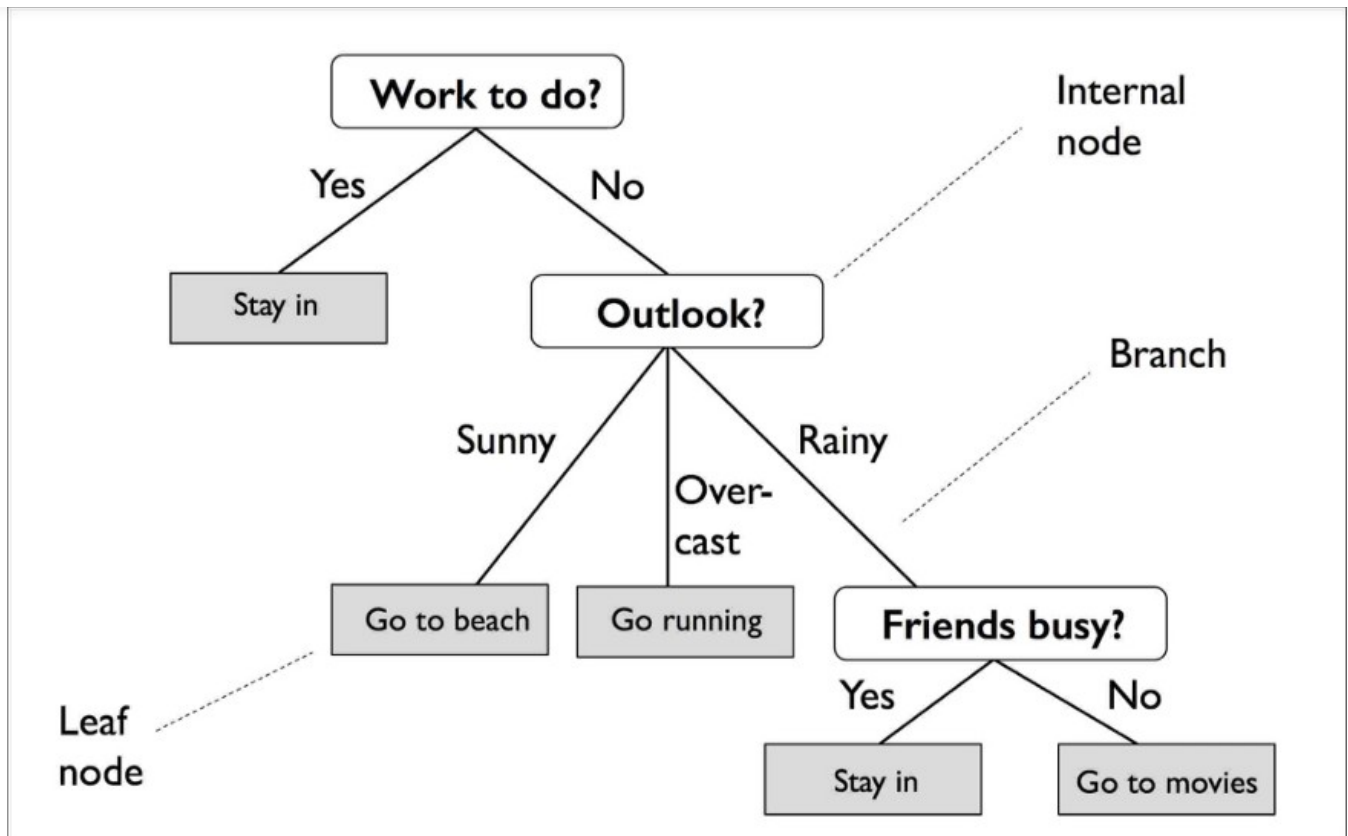 Work to do?
Internal
node
Yes
No
Stay in
Outlook?
Branch
Sunny
Rainy
Over-
cast
Go to beach
Go running
Friends busy?
Yes
No
Leaf
node
Stay in
Go to movies